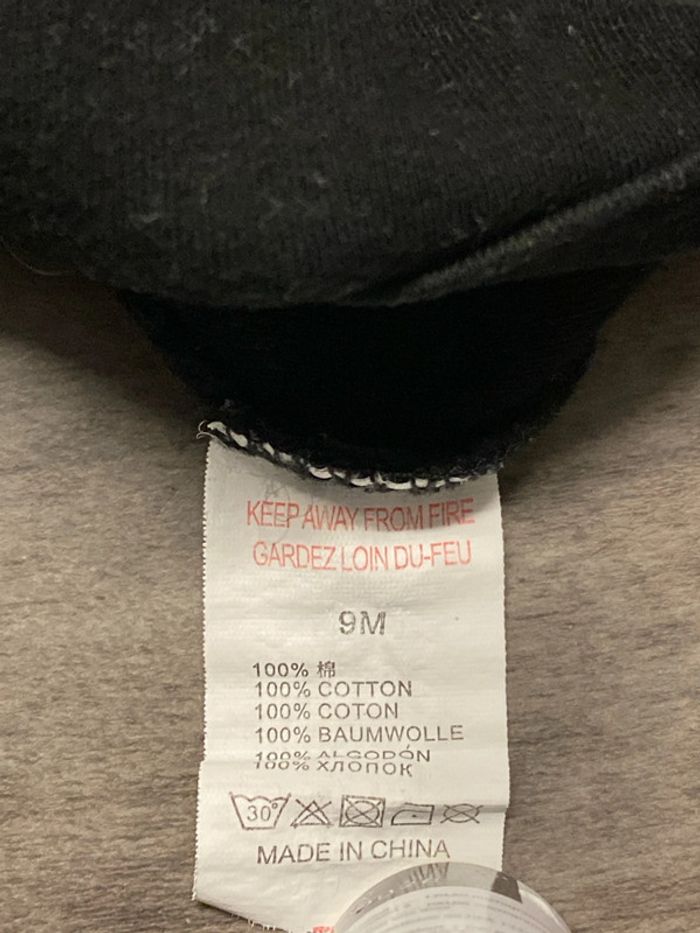 KEEP AWAY FROM FIRE
GARDEZ LOIN DU-FEU
9M
100% 棉
100% COTTON
100% COTON
100% BAUMWOLLE
100% ALGODÓN
100% ХЛОПОК
30°
MADE IN CHINA